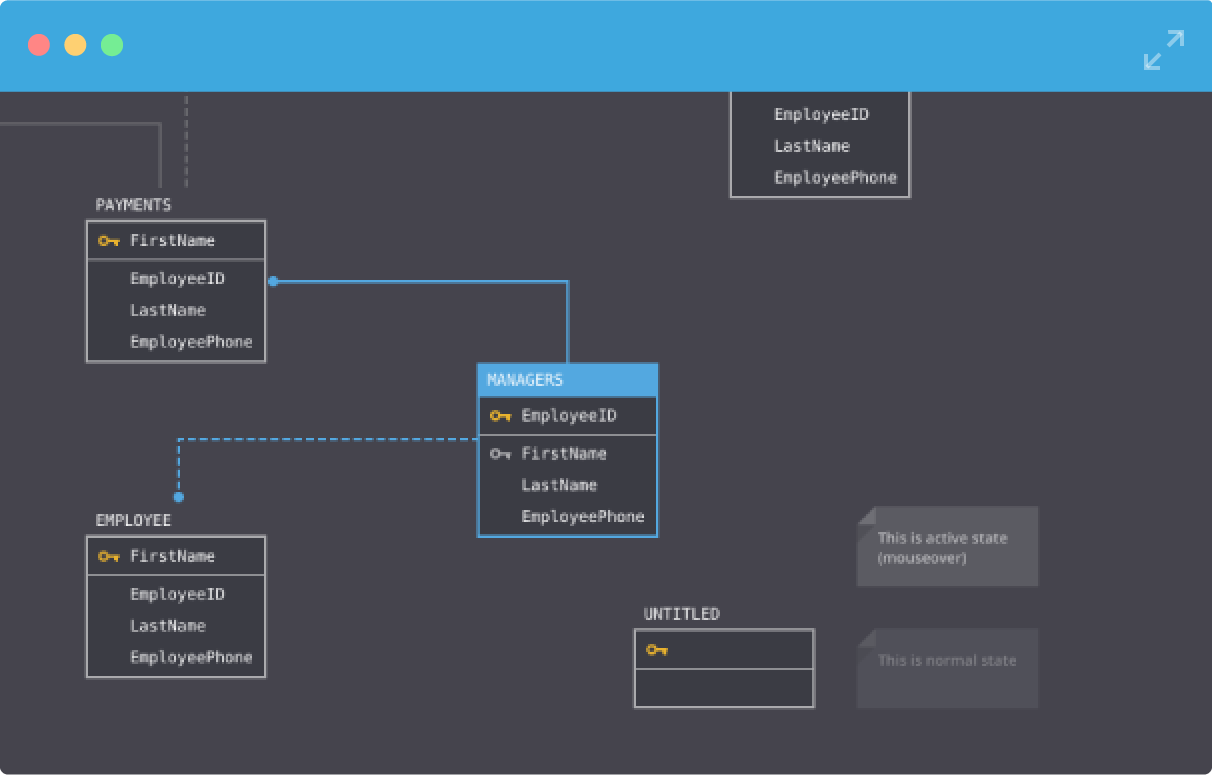 EmployeeID
LastName
EmployeePhone
PAYMENTS
FirstName
EmployeeID
LastName
EmployeePhone
MANAGERS
EmployeeID
FirstName
LastName
EmployeePhone
EMPLOYEE
FirstName
EmployeeID
LastName
EmployeePhone
This is active state
(mouseover)
UNTITLED
This is normal state